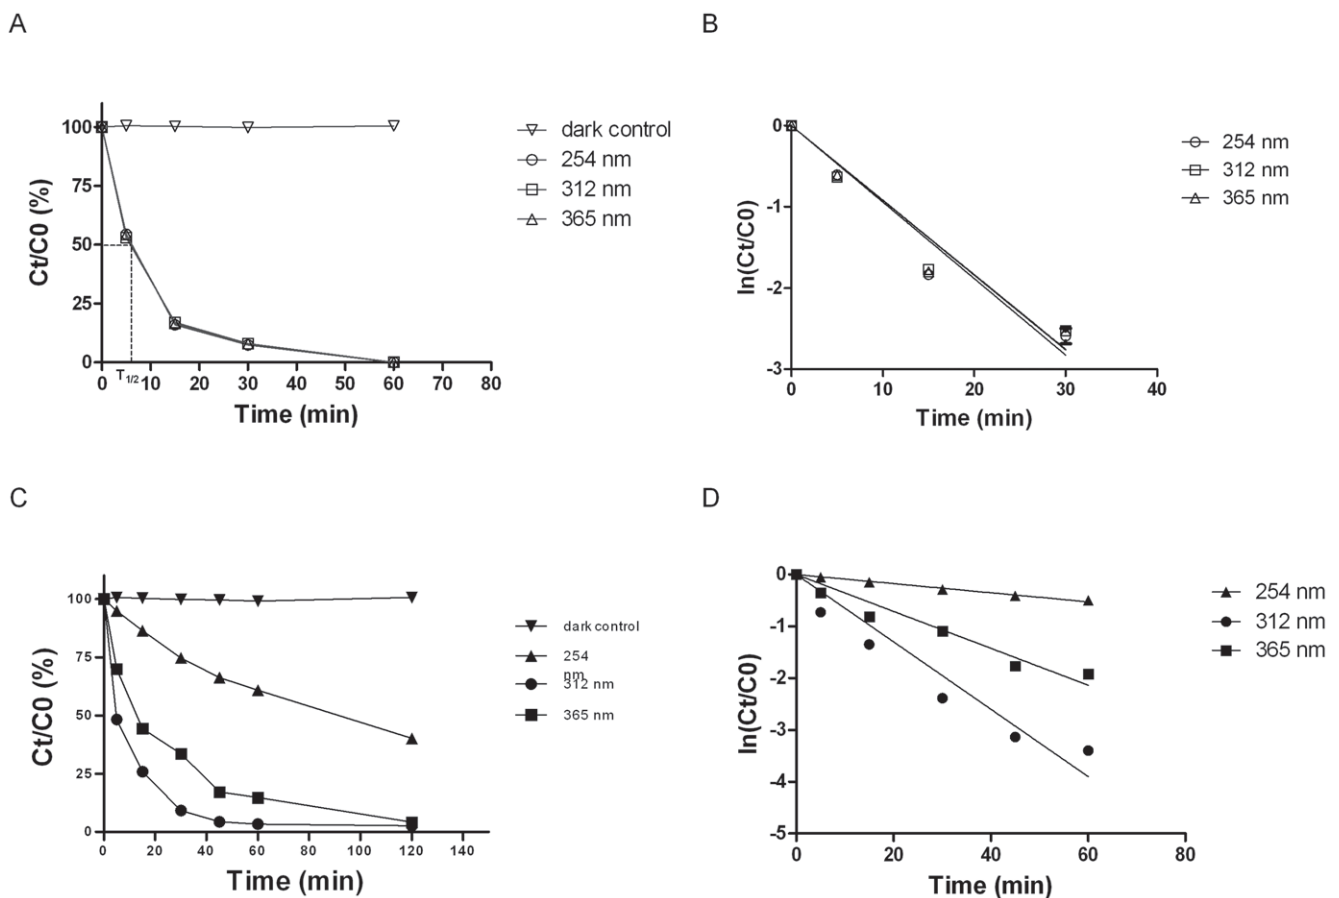 A
100
75
50
25
0
Ct/C0 (%)
0 T 1/2 10 20 30 40 50 60 70 80
Time (min)
dark control
254 nm
312 nm
365 nm
B
0
-1
-2
-3
ln(Ct/C0)
0 10 20 30 40
Time (min)
254 nm
312 nm
365 nm
C
100
75
50
25
0
Ct/C0 (%)
0 20 40 60 80 100 120 140
Time (min)
dark control
254
nm
312 nm
365 nm
D
0
-1
-2
-3
-4
-5
ln(Ct/C0)
0 20 40 60 80
Time (min)
254 nm
312 nm
365 nm